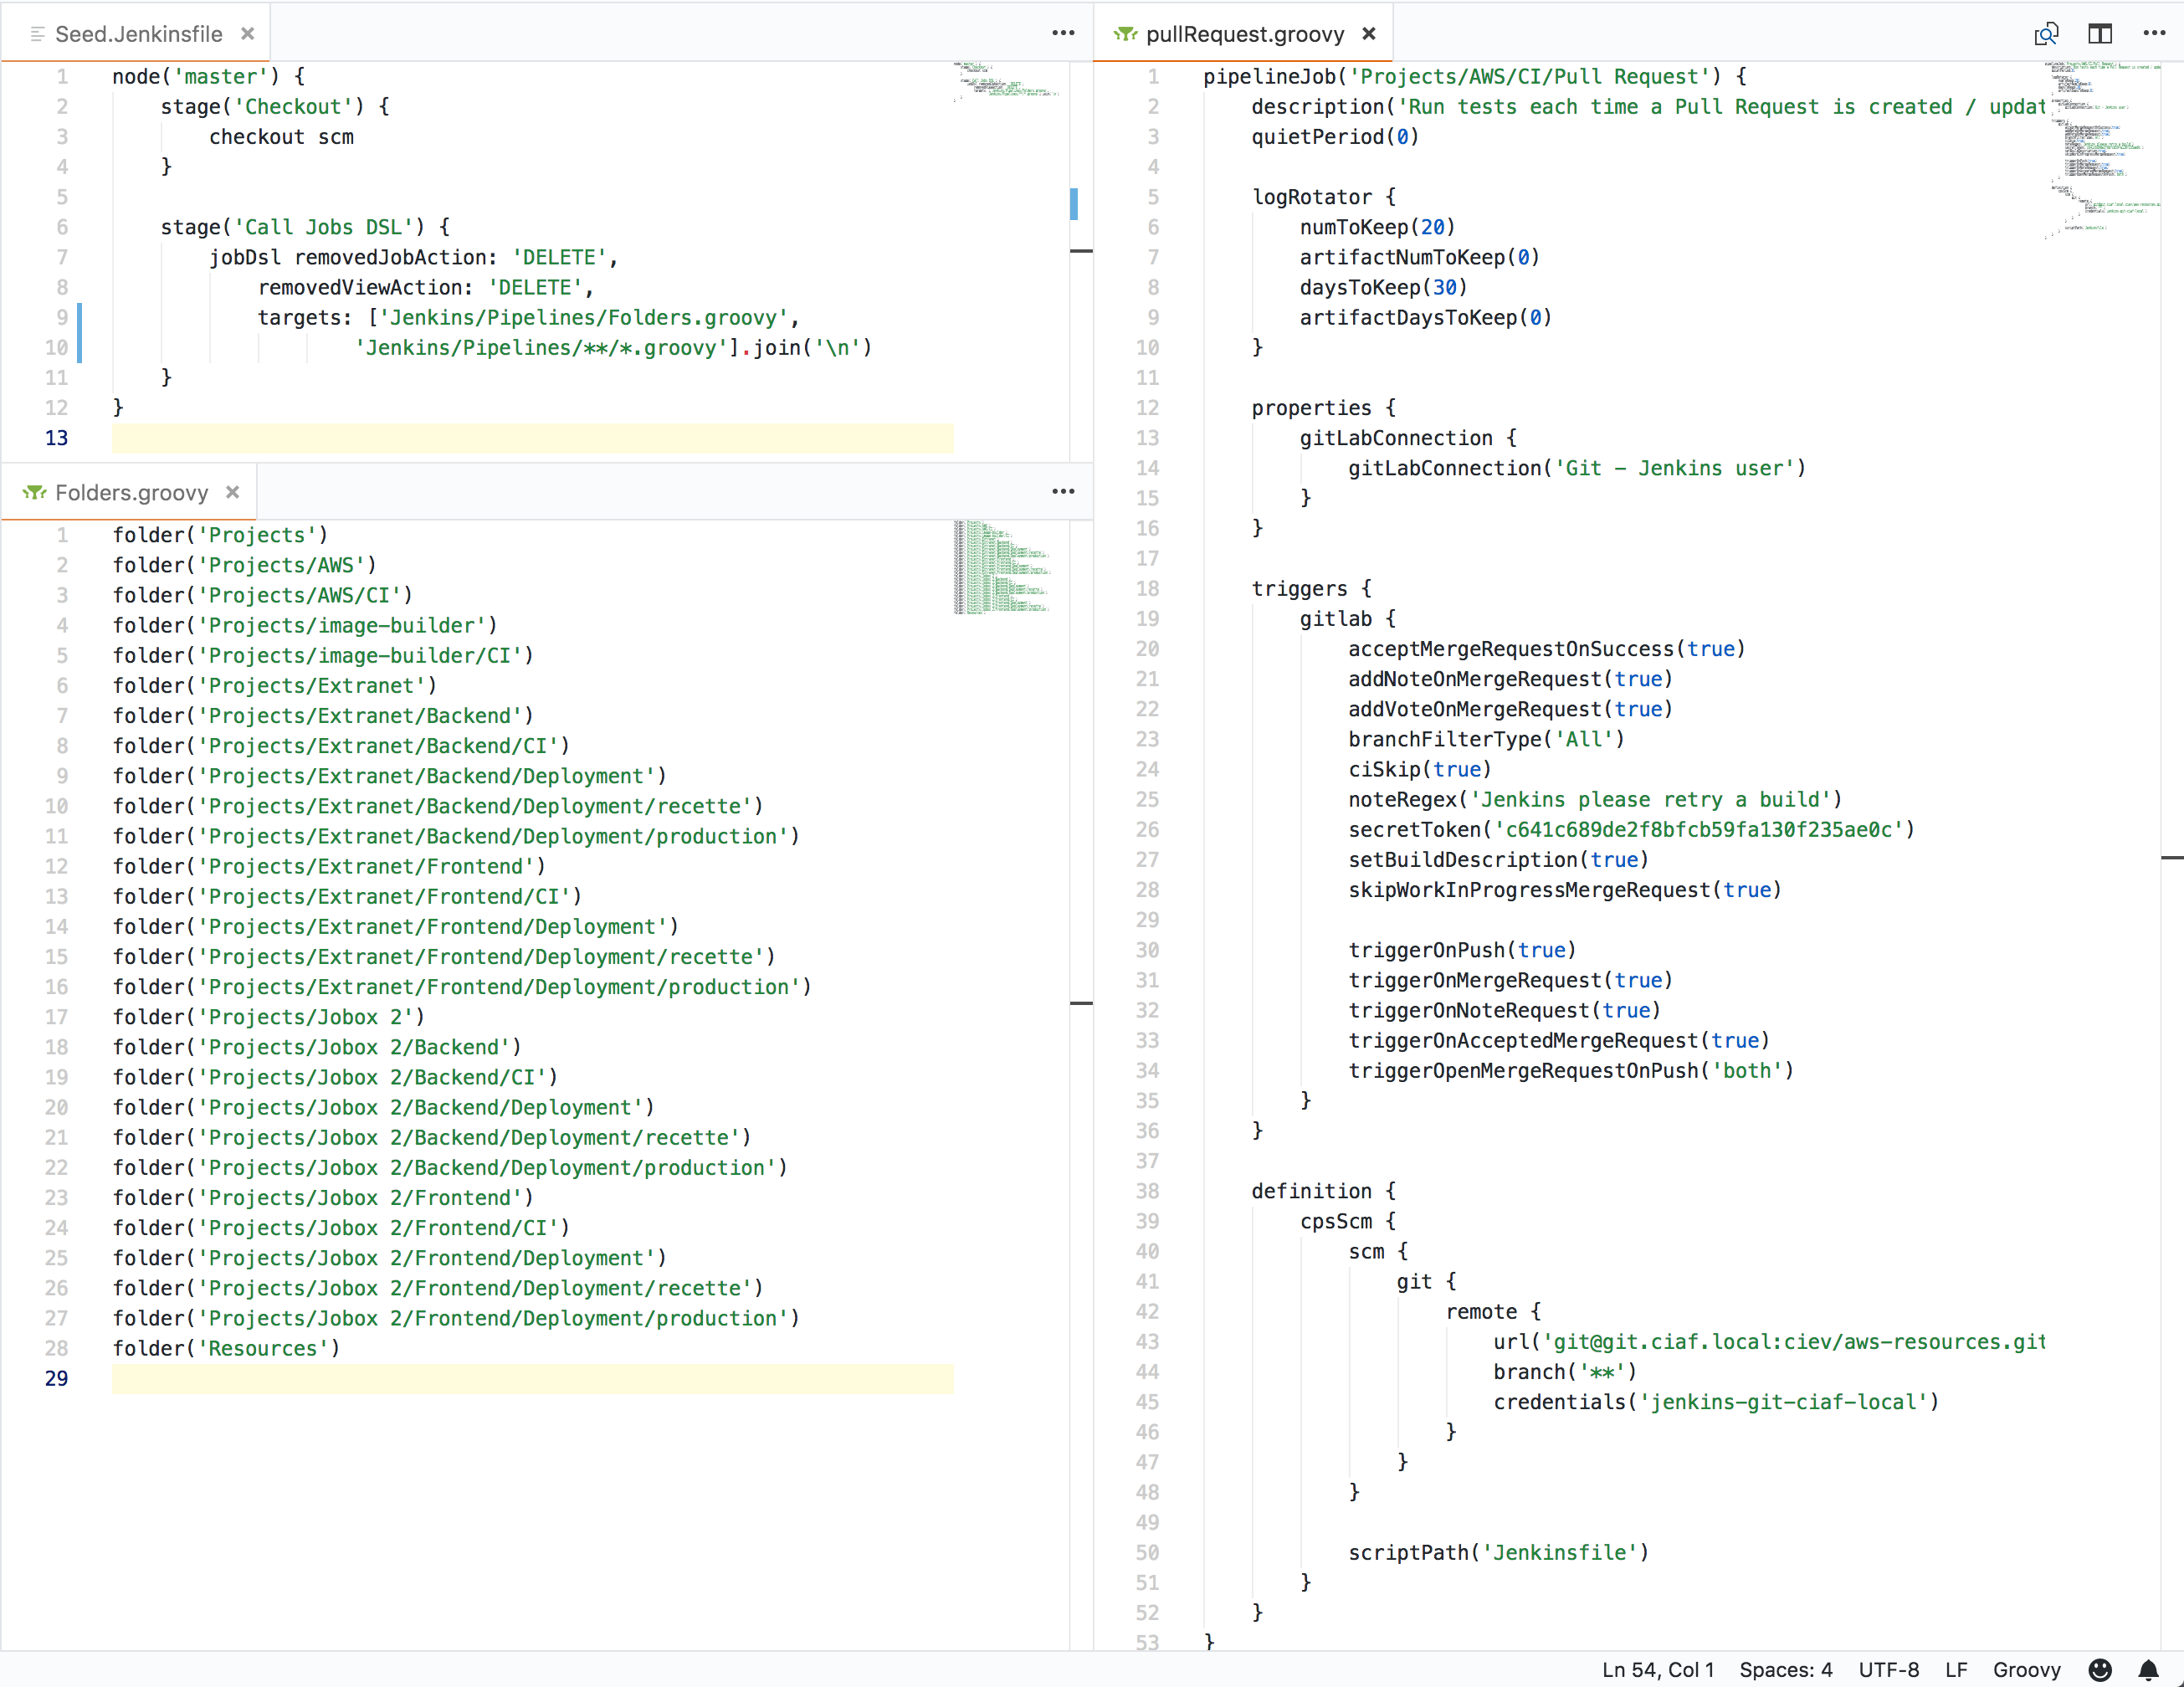 Seed.Jenkinsfile
1 node('master') {
2     stage('Checkout') {
3         checkout scm
4     }
5
6     stage('Call Jobs DSL') {
7         jobDsl removedJobAction: 'DELETE',
8             removedViewAction: 'DELETE',
9             targets: ['Jenkins/Pipelines/Folders.groovy',
10                     'Jenkins/Pipelines/**/*.groovy'].join('\n')
11     }
12 }
13
Folders.groovy
1 folder('Projects')
2 folder('Projects/AWS')
3 folder('Projects/AWS/CI')
4 folder('Projects/image-builder')
5 folder('Projects/image-builder/CI')
6 folder('Projects/Extranet')
7 folder('Projects/Extranet/Backend')
8 folder('Projects/Extranet/Backend/CI')
9 folder('Projects/Extranet/Backend/Deployment')
10 folder('Projects/Extranet/Backend/Deployment/recette')
11 folder('Projects/Extranet/Backend/Deployment/production')
12 folder('Projects/Extranet/Frontend')
13 folder('Projects/Extranet/Frontend/CI')
14 folder('Projects/Extranet/Frontend/Deployment')
15 folder('Projects/Extranet/Frontend/Deployment/recette')
16 folder('Projects/Extranet/Frontend/Deployment/production')
17 folder('Projects/Jobox 2')
18 folder('Projects/Jobox 2/Backend')
19 folder('Projects/Jobox 2/Backend/CI')
20 folder('Projects/Jobox 2/Backend/Deployment')
21 folder('Projects/Jobox 2/Backend/Deployment/recette')
22 folder('Projects/Jobox 2/Backend/Deployment/production')
23 folder('Projects/Jobox 2/Frontend')
24 folder('Projects/Jobox 2/Frontend/CI')
25 folder('Projects/Jobox 2/Frontend/Deployment')
26 folder('Projects/Jobox 2/Frontend/Deployment/recette')
27 folder('Projects/Jobox 2/Frontend/Deployment/production')
28 folder('Resources')
29
pullRequest.groovy
1 pipelineJob('Projects/AWS/CI/Pull Request') {
2     description('Run tests each time a Pull Request is created / updat
3     quietPeriod(0)
4
5     logRotator {
6         numToKeep(20)
7         artifactNumToKeep(0)
8         daysToKeep(30)
9         artifactDaysToKeep(0)
10     }
11
12     properties {
13         gitLabConnection {
14             gitLabConnection('Git - Jenkins user')
15         }
16     }
17
18     triggers {
19         gitlab {
20             acceptMergeRequestOnSuccess(true)
21             addNoteOnMergeRequest(true)
22             addVoteOnMergeRequest(true)
23             branchFilterType('All')
24             ciSkip(true)
25             noteRegex('Jenkins please retry a build')
26             secretToken('c641c689de2f8bfcb59fa130f235ae0c')
27             setBuildDescription(true)
28             skipWorkInProgressMergeRequest(true)
29
30             triggerOnPush(true)
31             triggerOnMergeRequest(true)
32             triggerOnNoteRequest(true)
33             triggerOnAcceptedMergeRequest(true)
34             triggerOpenMergeRequestOnPush('both')
35         }
36     }
37
38     definition {
39         cpsScm {
40             scm {
41                 git {
42                     remote {
43                         url('git@git.ciaf.local:ciev/aws-resources.git
44                         branch('**')
45                         credentials('jenkins-git-ciaf-local')
46                     }
47                 }
48             }
49
50             scriptPath('Jenkinsfile')
51         }
52     }
53 }
Ln 54, Col 1 Spaces: 4 UTF-8 LF Groovy